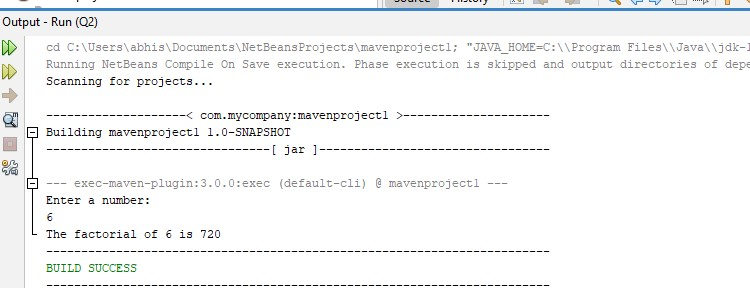 Source History
Output - Run (Q2)
cd C:\Users\abhis\Documents\NetBeansProjects\mavenproject1; "JAVA_HOME=C:\\Program Files\\Java\\jdk-1
Running NetBeans Compile On Save execution. Phase execution is skipped and output directories of depe
Scanning for projects...
--------------------< com.mycompany:mavenproject1 >---------------------
Building mavenproject1 1.0-SNAPSHOT
--------------------------------[ jar ]---------------------------------
--- exec-maven-plugin:3.0.0:exec (default-cli) @ mavenproject1 ---
Enter a number:
6
The factorial of 6 is 720
------------------------------------------------------------------------
BUILD SUCCESS
------------------------------------------------------------------------